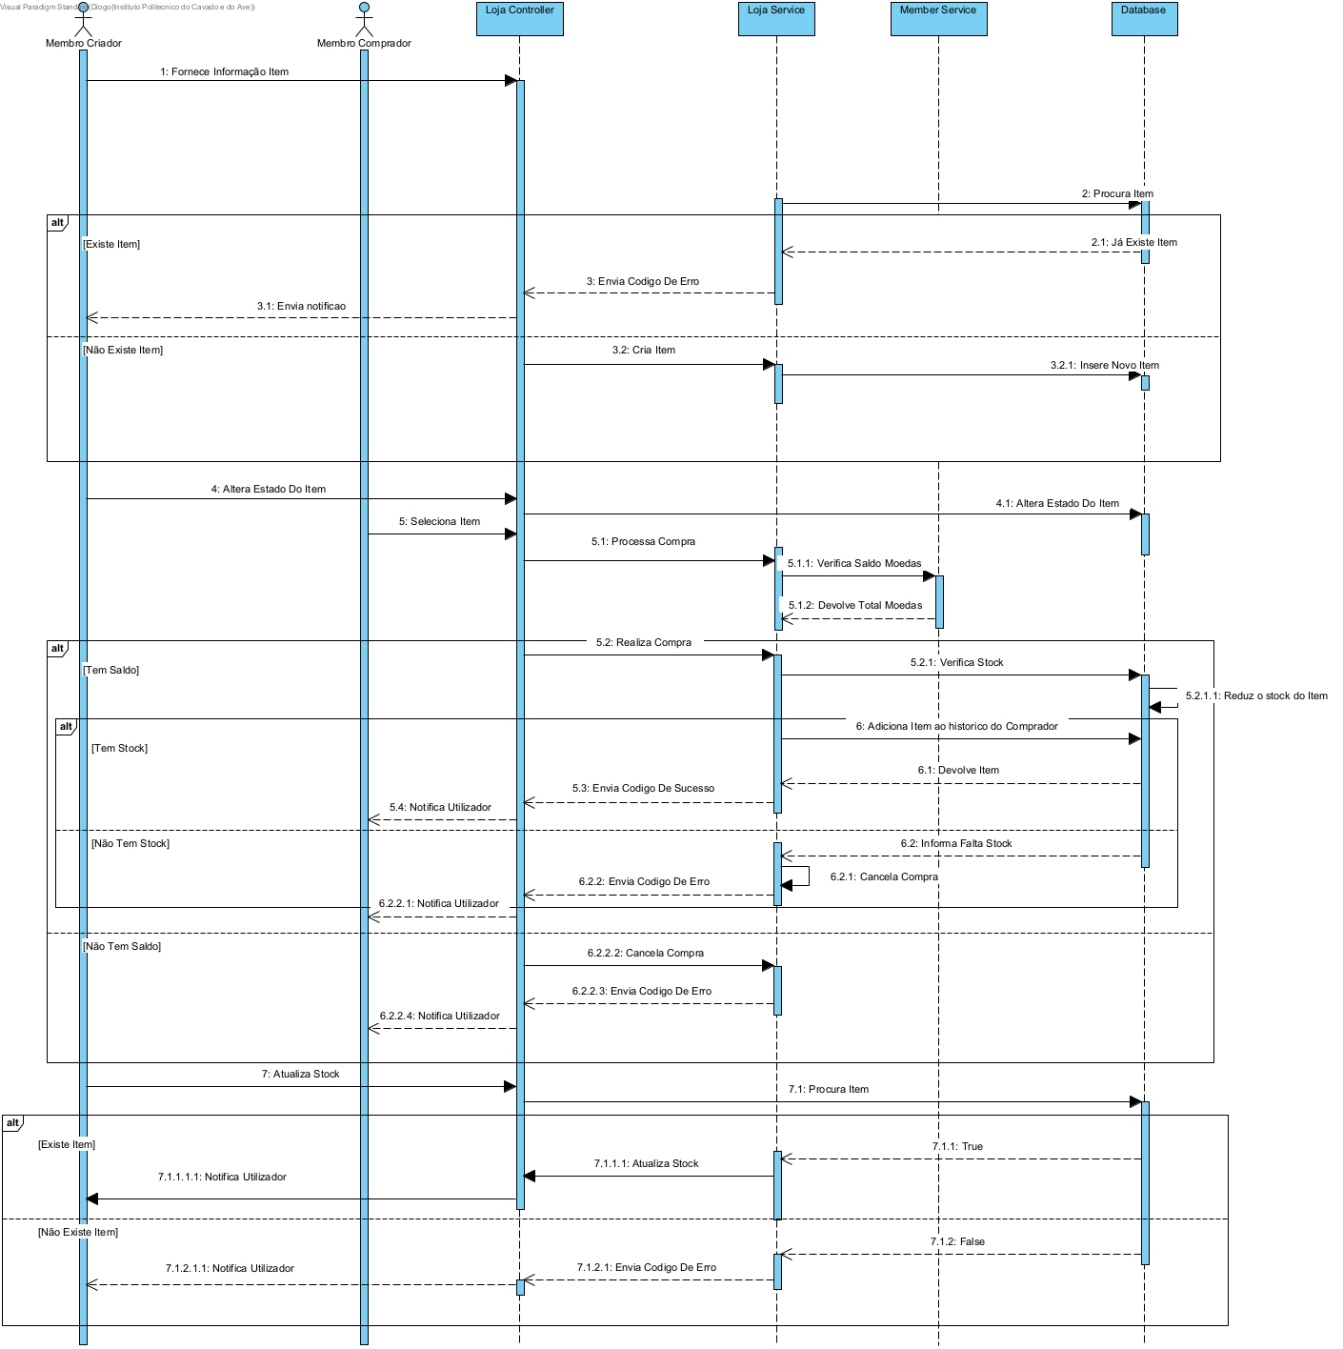 Visual Paradigm Standard(Diogo(Instituto Politecnico do Cavado e do Ave))
Membro Criador
Membro Comprador
Loja Controller
Loja Service
Member Service
Database
1: Fornece Informação Item
2: Procura Item
alt
[Existe Item]
2.1: Já Existe Item
3: Envia Codigo De Erro
3.1: Envia notificao
[Não Existe Item]
3.2: Cria Item
3.2.1: Insere Novo Item
4: Altera Estado Do Item
4.1: Altera Estado Do Item
5: Seleciona Item
5.1: Processa Compra
5.1.1: Verifica Saldo Moedas
5.1.2: Devolve Total Moedas
alt
5.2: Realiza Compra
[Tem Saldo]
5.2.1: Verifica Stock
5.2.1.1: Reduz o stock do Item
alt
6: Adiciona Item ao historico do Comprador
[Tem Stock]
6.1: Devolve Item
5.3: Envia Codigo De Sucesso
5.4: Notifica Utilizador
[Não Tem Stock]
6.2: Informa Falta Stock
6.2.1: Cancela Compra
6.2.2: Envia Codigo De Erro
6.2.2.1: Notifica Utilizador
[Não Tem Saldo]
6.2.2.2: Cancela Compra
6.2.2.3: Envia Codigo De Erro
6.2.2.4: Notifica Utilizador
7: Atualiza Stock
7.1: Procura Item
alt
[Existe Item]
7.1.1: True
7.1.1.1: Atualiza Stock
7.1.1.1.1: Notifica Utilizador
[Não Existe Item]
7.1.2: False
7.1.2.1: Envia Codigo De Erro
7.1.2.1.1: Notifica Utilizador